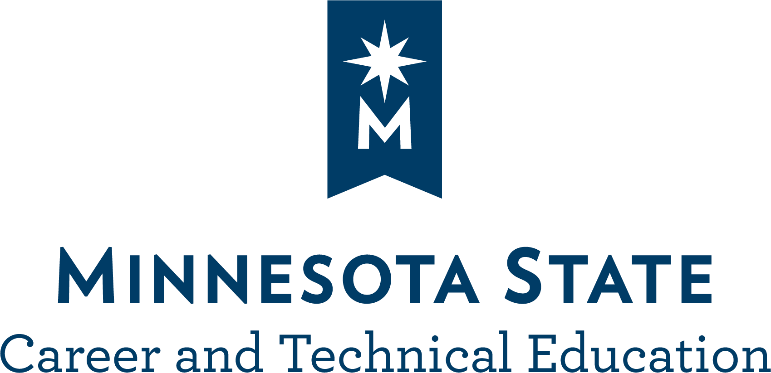 M
MINNESOTA STATE
Career and Technical Education